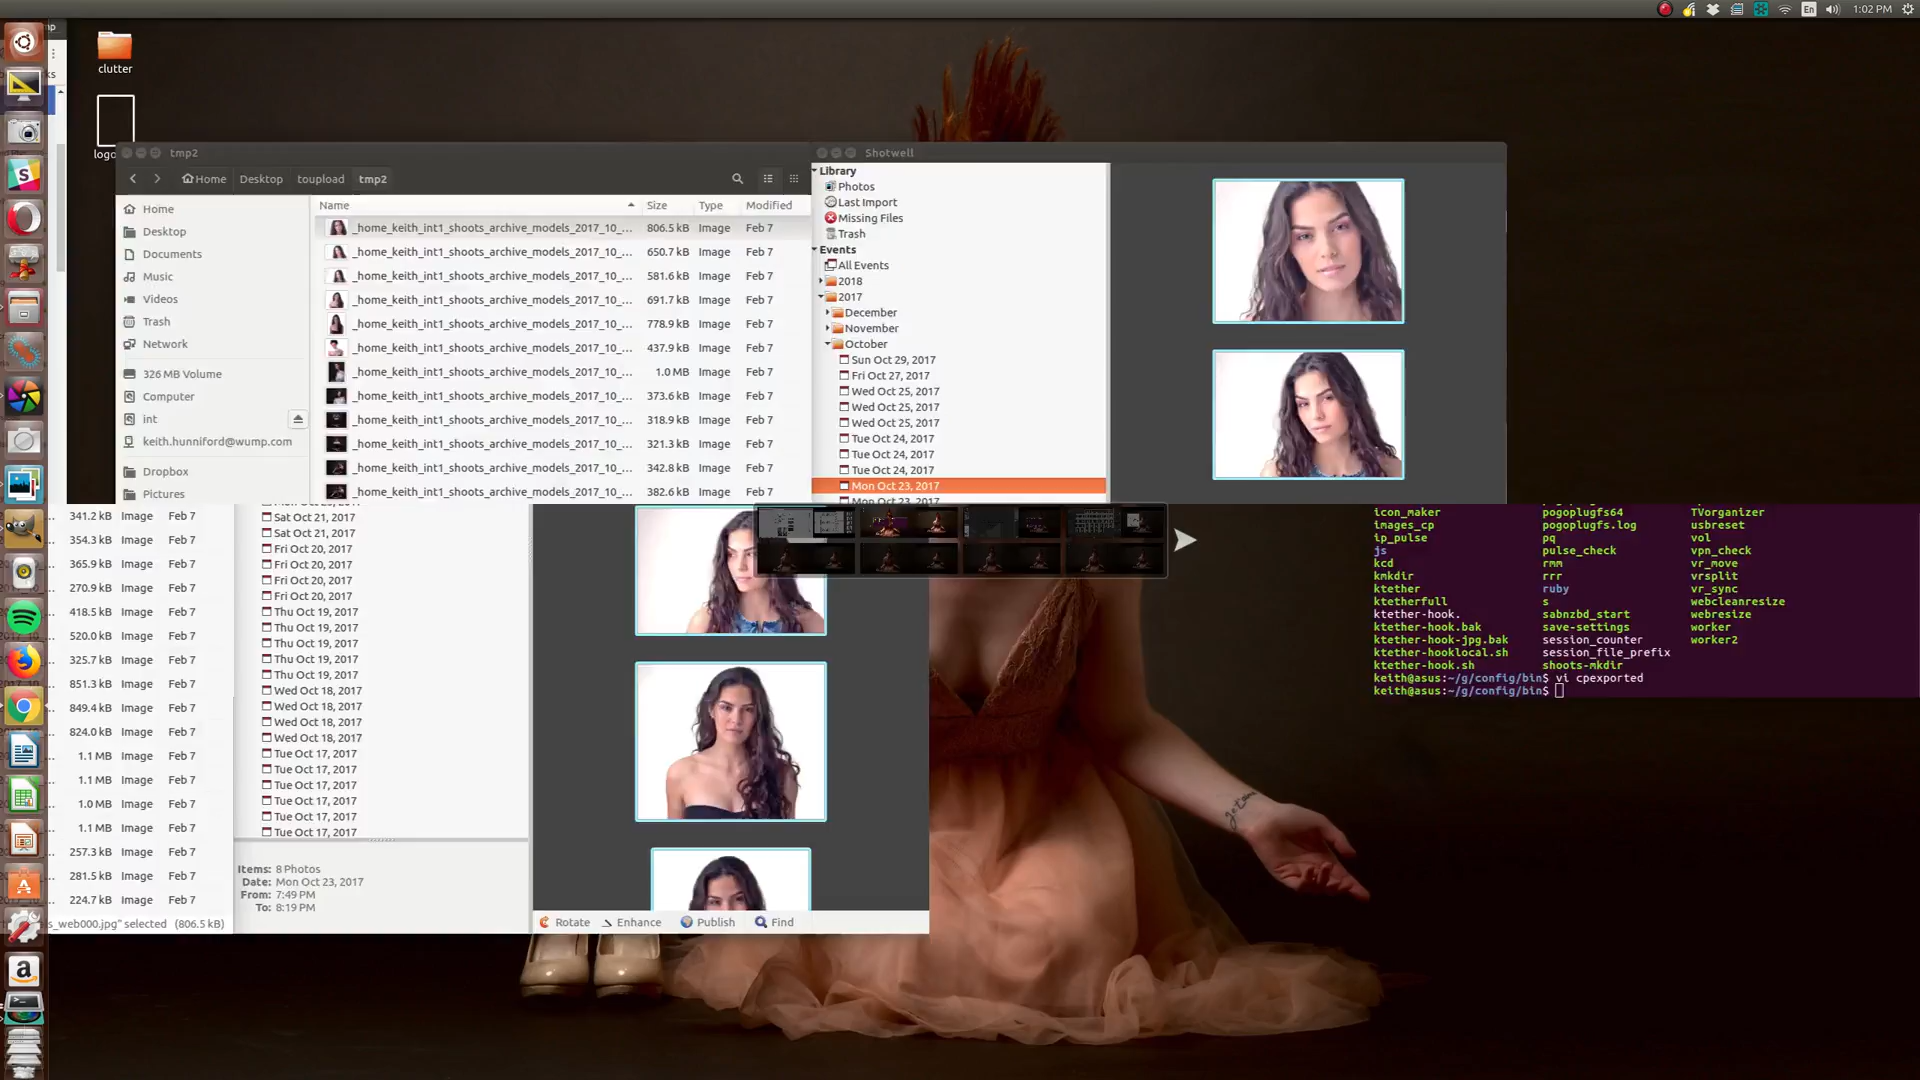 1:02 PM
En
clutter
tmp2
Home
Desktop
toupload
tmp2
Name
Size
Type
Modified
Home
Desktop
Documents
Music
Videos
Trash
Network
326 MB Volume
Computer
int
keith.hunniford@wump.com
Dropbox
Pictures
_home_keith_int1_shoots_archive_models_2017_10_... 806.5 kB Image Feb 7
_home_keith_int1_shoots_archive_models_2017_10_... 650.7 kB Image Feb 7
_home_keith_int1_shoots_archive_models_2017_10_... 581.6 kB Image Feb 7
_home_keith_int1_shoots_archive_models_2017_10_... 691.7 kB Image Feb 7
_home_keith_int1_shoots_archive_models_2017_10_... 778.9 kB Image Feb 7
_home_keith_int1_shoots_archive_models_2017_10_... 437.9 kB Image Feb 7
_home_keith_int1_shoots_archive_models_2017_10_... 1.0 MB Image Feb 7
_home_keith_int1_shoots_archive_models_2017_10_... 373.6 kB Image Feb 7
_home_keith_int1_shoots_archive_models_2017_10_... 318.9 kB Image Feb 7
_home_keith_int1_shoots_archive_models_2017_10_... 321.3 kB Image Feb 7
_home_keith_int1_shoots_archive_models_2017_10_... 342.8 kB Image Feb 7
_home_keith_int1_shoots_archive_models_2017_10_... 382.6 kB Image Feb 7
Shotwell
Library
Photos
Last Import
Missing Files
Trash
Events
All Events
2018
2017
December
November
October
Sun Oct 29, 2017
Fri Oct 27, 2017
Wed Oct 25, 2017
Wed Oct 25, 2017
Wed Oct 25, 2017
Tue Oct 24, 2017
Tue Oct 24, 2017
Tue Oct 24, 2017
Mon Oct 23, 2017
Mon Oct 23, 2017
341.2 kB Image Feb 7
354.3 kB Image Feb 7
365.9 kB Image Feb 7
270.9 kB Image Feb 7
418.5 kB Image Feb 7
520.0 kB Image Feb 7
325.7 kB Image Feb 7
851.3 kB Image Feb 7
849.4 kB Image Feb 7
824.0 kB Image Feb 7
1.1 MB Image Feb 7
1.1 MB Image Feb 7
1.0 MB Image Feb 7
1.1 MB Image Feb 7
257.3 kB Image Feb 7
281.5 kB Image Feb 7
224.7 kB Image Feb 7
s_web000.jpg" selected (806.5 kB)
Sat Oct 21, 2017
Sat Oct 21, 2017
Fri Oct 20, 2017
Fri Oct 20, 2017
Fri Oct 20, 2017
Fri Oct 20, 2017
Thu Oct 19, 2017
Thu Oct 19, 2017
Thu Oct 19, 2017
Thu Oct 19, 2017
Thu Oct 19, 2017
Wed Oct 18, 2017
Wed Oct 18, 2017
Wed Oct 18, 2017
Wed Oct 18, 2017
Tue Oct 17, 2017
Tue Oct 17, 2017
Tue Oct 17, 2017
Tue Oct 17, 2017
Tue Oct 17, 2017
Tue Oct 17, 2017
Items: 8 Photos
Date: Mon Oct 23, 2017
From: 7:49 PM
To: 8:19 PM
Rotate
Enhance
Publish
Find
icon_maker pogoplugfs64 TVorganizer
images_cp pogoplugfs.log usbreset
ip_pulse pq vol
js pulse_check vpn_check
kcd rmm vr_move
kmkdir rrr vrsplit
ktether ruby vr_sync
ktetherfull s webcleanresize
ktether-hook. sabnzbd_start webresize
ktether-hook.bak save-settings worker
ktether-hook-jpg.bak session_counter worker2
ktether-hooklocal.sh session_file_prefix
ktether-hook.sh shoots-mkdir
keith@asus:~/g/config/bin$ vi cpexported
keith@asus:~/g/config/bin$